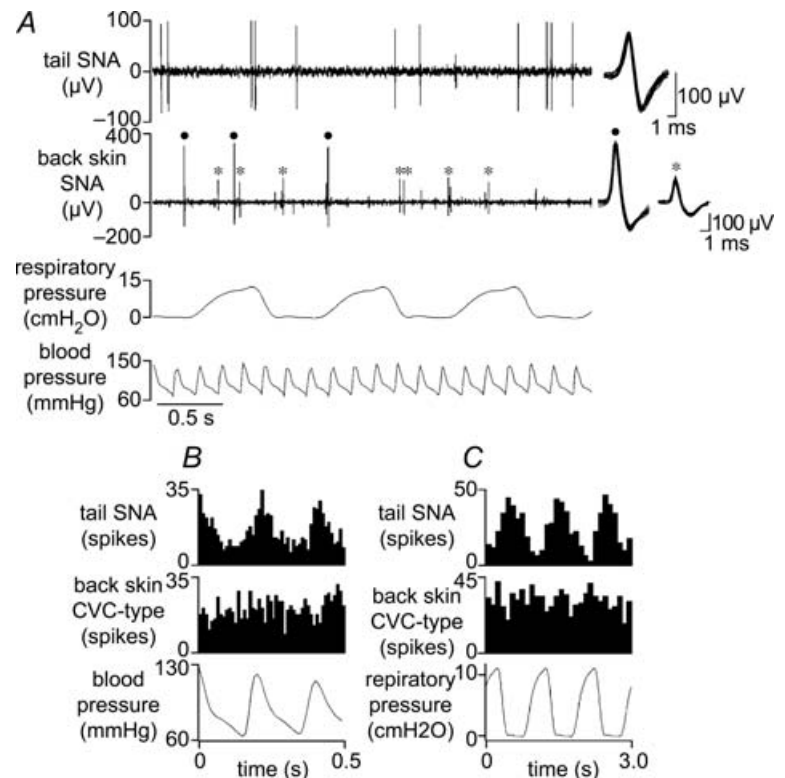 A
100
tail SNA
0
(µV)
−100
100 µV
1 ms
400
back skin
SNA
(µV)
0
−200
* * * ** * *
*
100 µV
1 ms
respiratory
pressure
(cmH2O)
15
0
blood
pressure
(mmHg)
150
60
0.5 s
B
35
tail SNA
(spikes)
0
35
back skin
CVC-type
(spikes)
0
130
blood
pressure
(mmHg)
60
0
0.5
time (s)
C
50
tail SNA
(spikes)
0
45
back skin
CVC-type
(spikes)
0
10
repiratory
pressure
(cmH2O)
0
0
3.0
time (s)